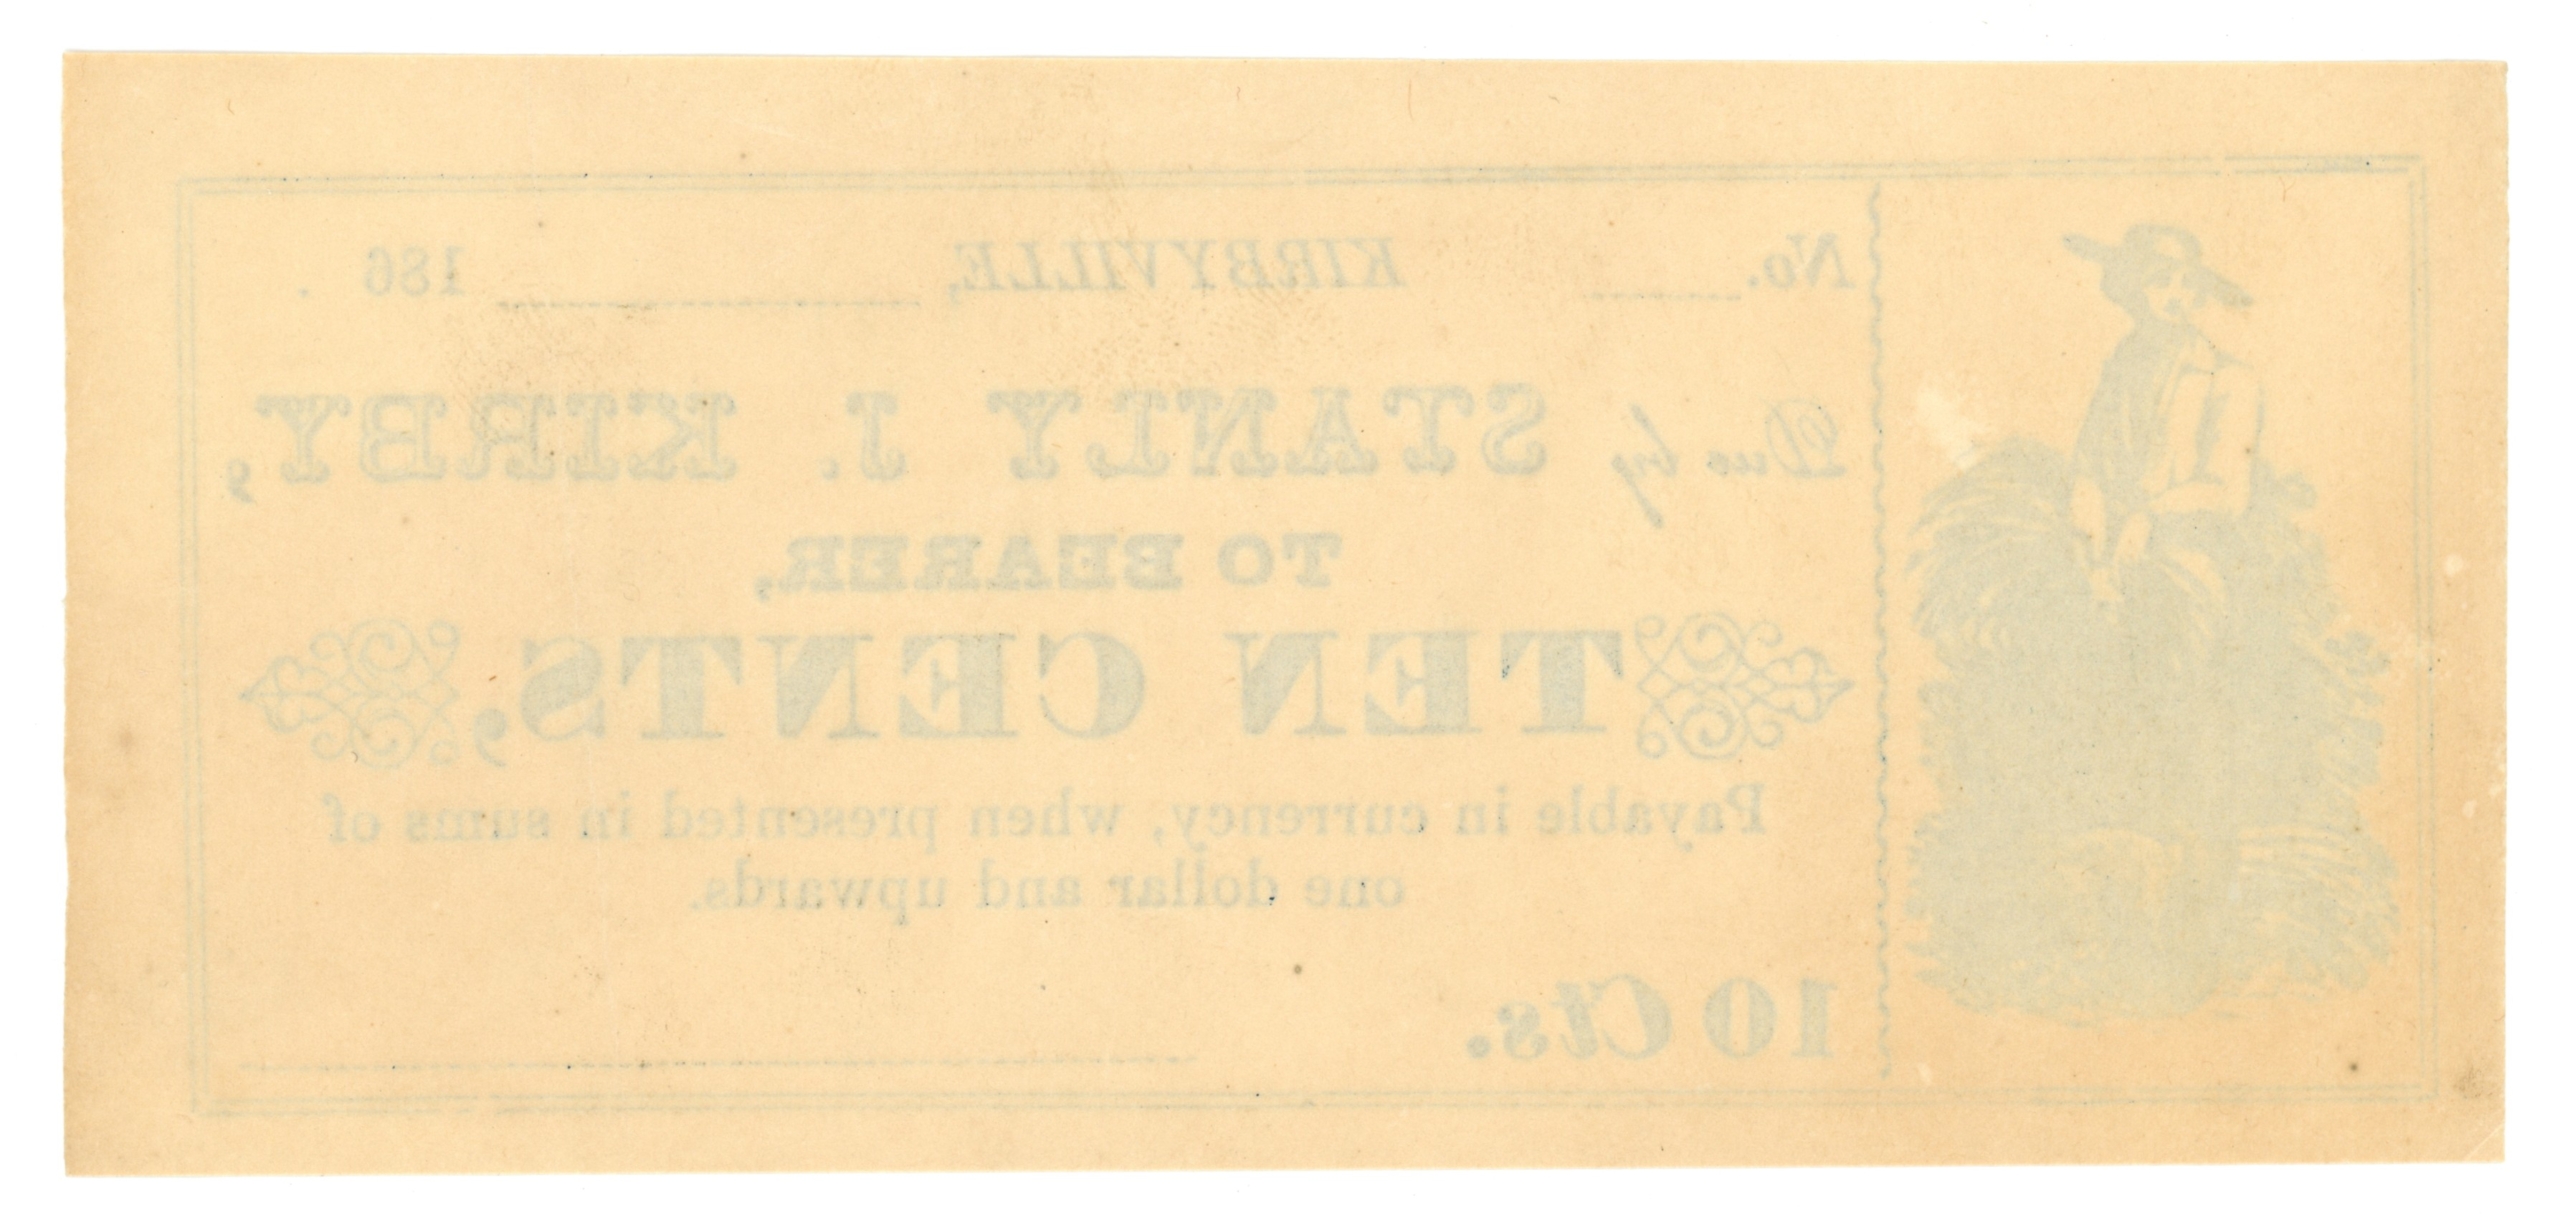 No. KIRBYVILLE, 186 .
Due by STANLY J. KIRBY,
TO BEARER,
TEN CENTS,
Payable in currency, when presented in sums of
one dollar and upwards.
10 Cts.